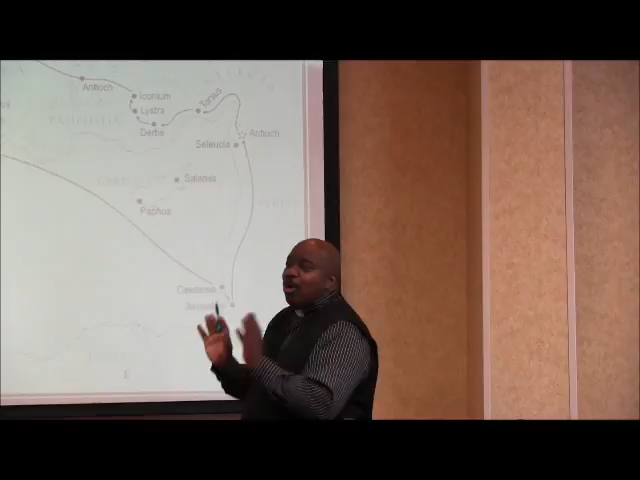 Antioch
Iconium
Lystra
Derbe
Tarsus
Antioch
Seleucia
Salamis
Paphos
Caesarea